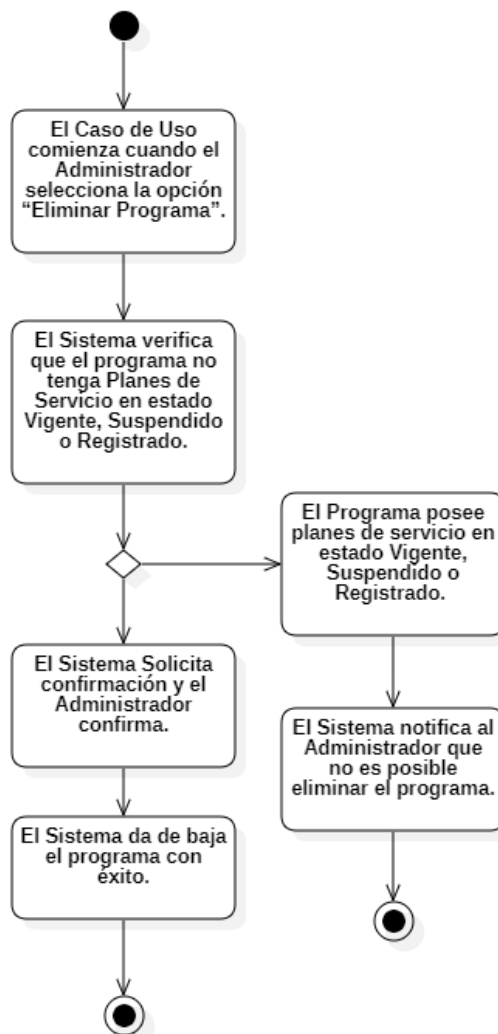 El Caso de Uso
comienza cuando el
Administrador
selecciona la opción
“Eliminar Programa”.
El Sistema verifica
que el programa no
tenga Planes de
Servicio en estado
Vigente, Suspendido
o Registrado.
El Programa posee
planes de servicio en
estado Vigente,
Suspendido o
Registrado.
El Sistema Solicita
confirmación y el
Administrador
confirma.
El Sistema notifica al
Administrador que
no es posible
eliminar el programa.
El Sistema da de baja
el programa con
éxito.